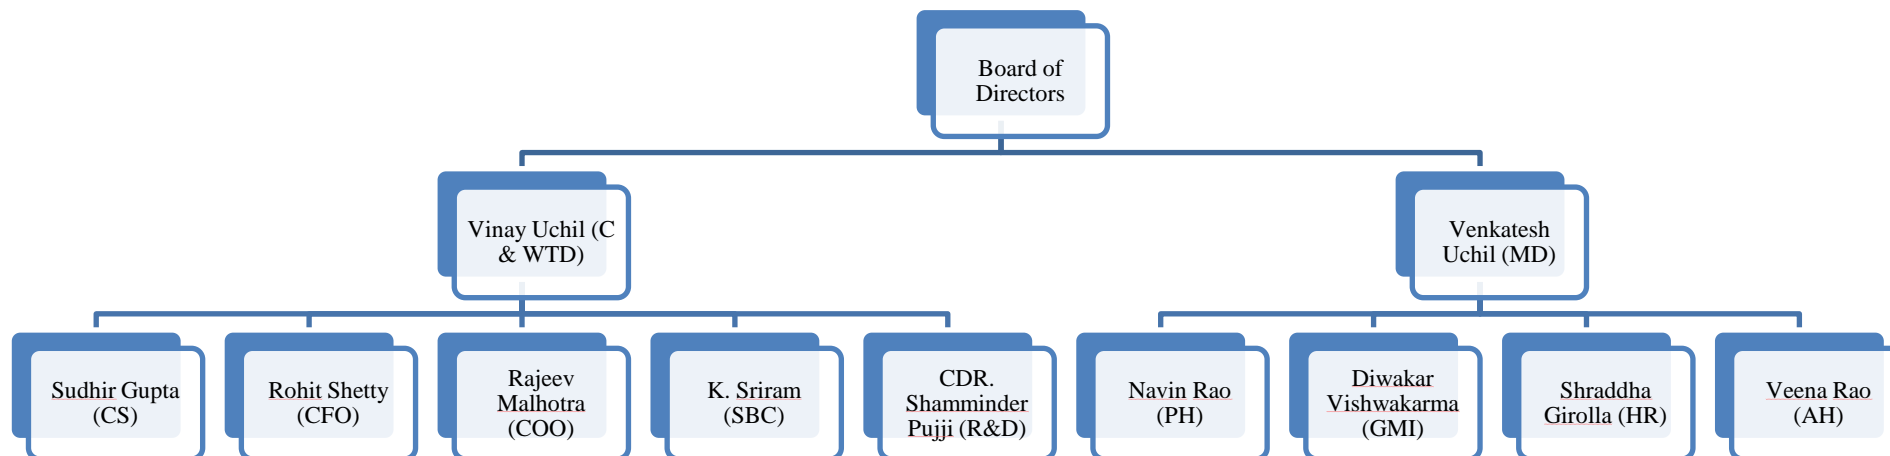 Board of
Directors
Vinay Uchil (C
& WTD)
Venkatesh
Uchil (MD)
Sudhir Gupta
(CS)
Rohit Shetty
(CFO)
Rajeev
Malhotra
(COO)
K. Sriram
(SBC)
CDR.
Shamminder
Pujji (R&D)
Navin Rao
(PH)
Diwakar
Vishwakarma
(GMI)
Shraddha
Girolla (HR)
Veena Rao
(AH)